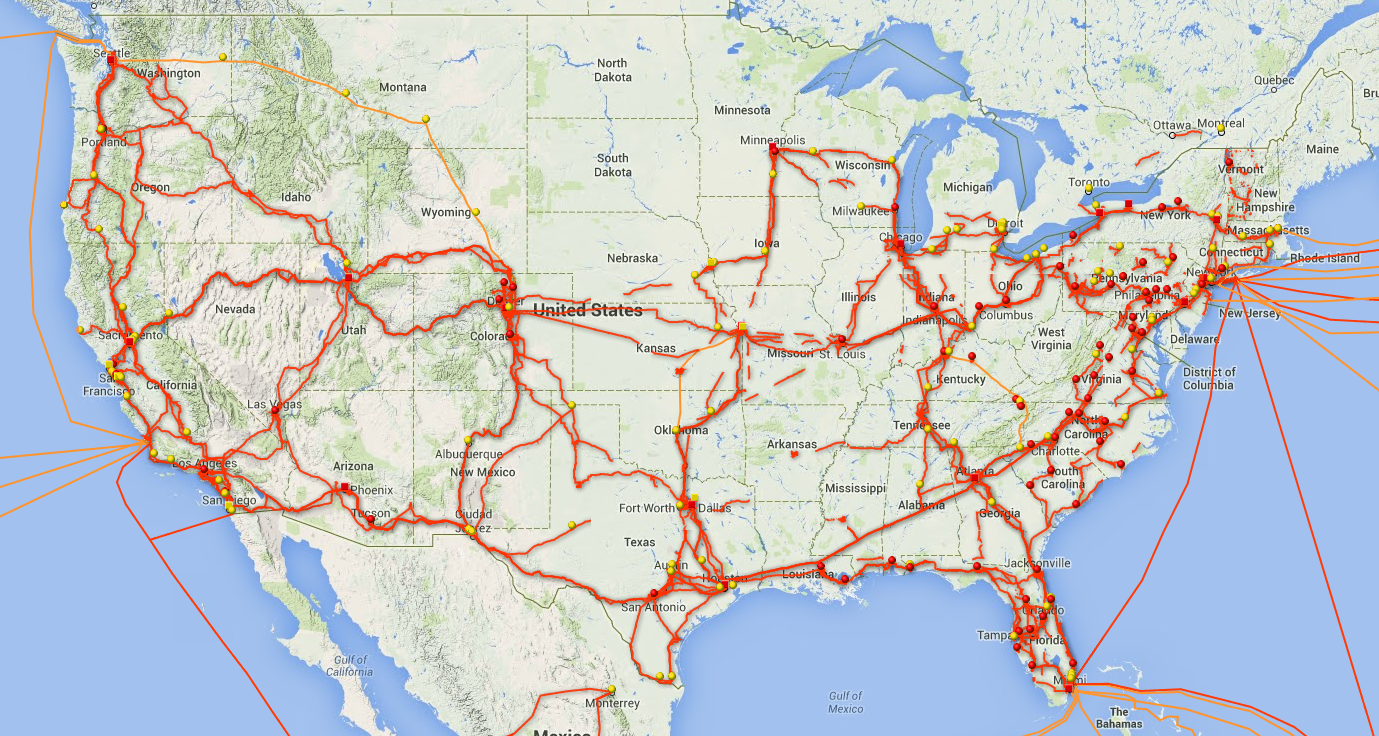 Seattle
Washington
Montana
North
Dakota
Minnesota
Quebec
Ottawa
Montreal
Maine
Portland
Minneapolis
Wisconsin
Vermont
Oregon
Idaho
South
Dakota
Michigan
Toronto
New
Hampshire
Wyoming
Milwaukee
New York
Detroit
Massachusetts
Iowa
Chicago
Connecticut
Rhode Island
Nebraska
Pennsylvania
New York
Nevada
Denver
United States
Illinois
Indiana
Ohio
Philadelphia
Indianapolis
Columbus
Maryland
New Jersey
Sacramento
Utah
Colorado
Kansas
Missouri
St. Louis
West
Virginia
Delaware
San
Francisco
California
Kentucky
Virginia
District of
Columbia
Las Vegas
Oklahoma
Tennessee
North
Carolina
Los Angeles
Arizona
Albuquerque
New Mexico
Arkansas
Charlotte
Atlanta
South
Carolina
San Diego
Phoenix
Mississippi
Tucson
Ciudad
Juárez
Fort Worth
Dallas
Alabama
Georgia
Texas
Austin
Houston
Louisiana
Jacksonville
San Antonio
Orlando
Tampa
Florida
Gulf of
California
Miami
Monterrey
Gulf of
Mexico
The
Bahamas
Mexico